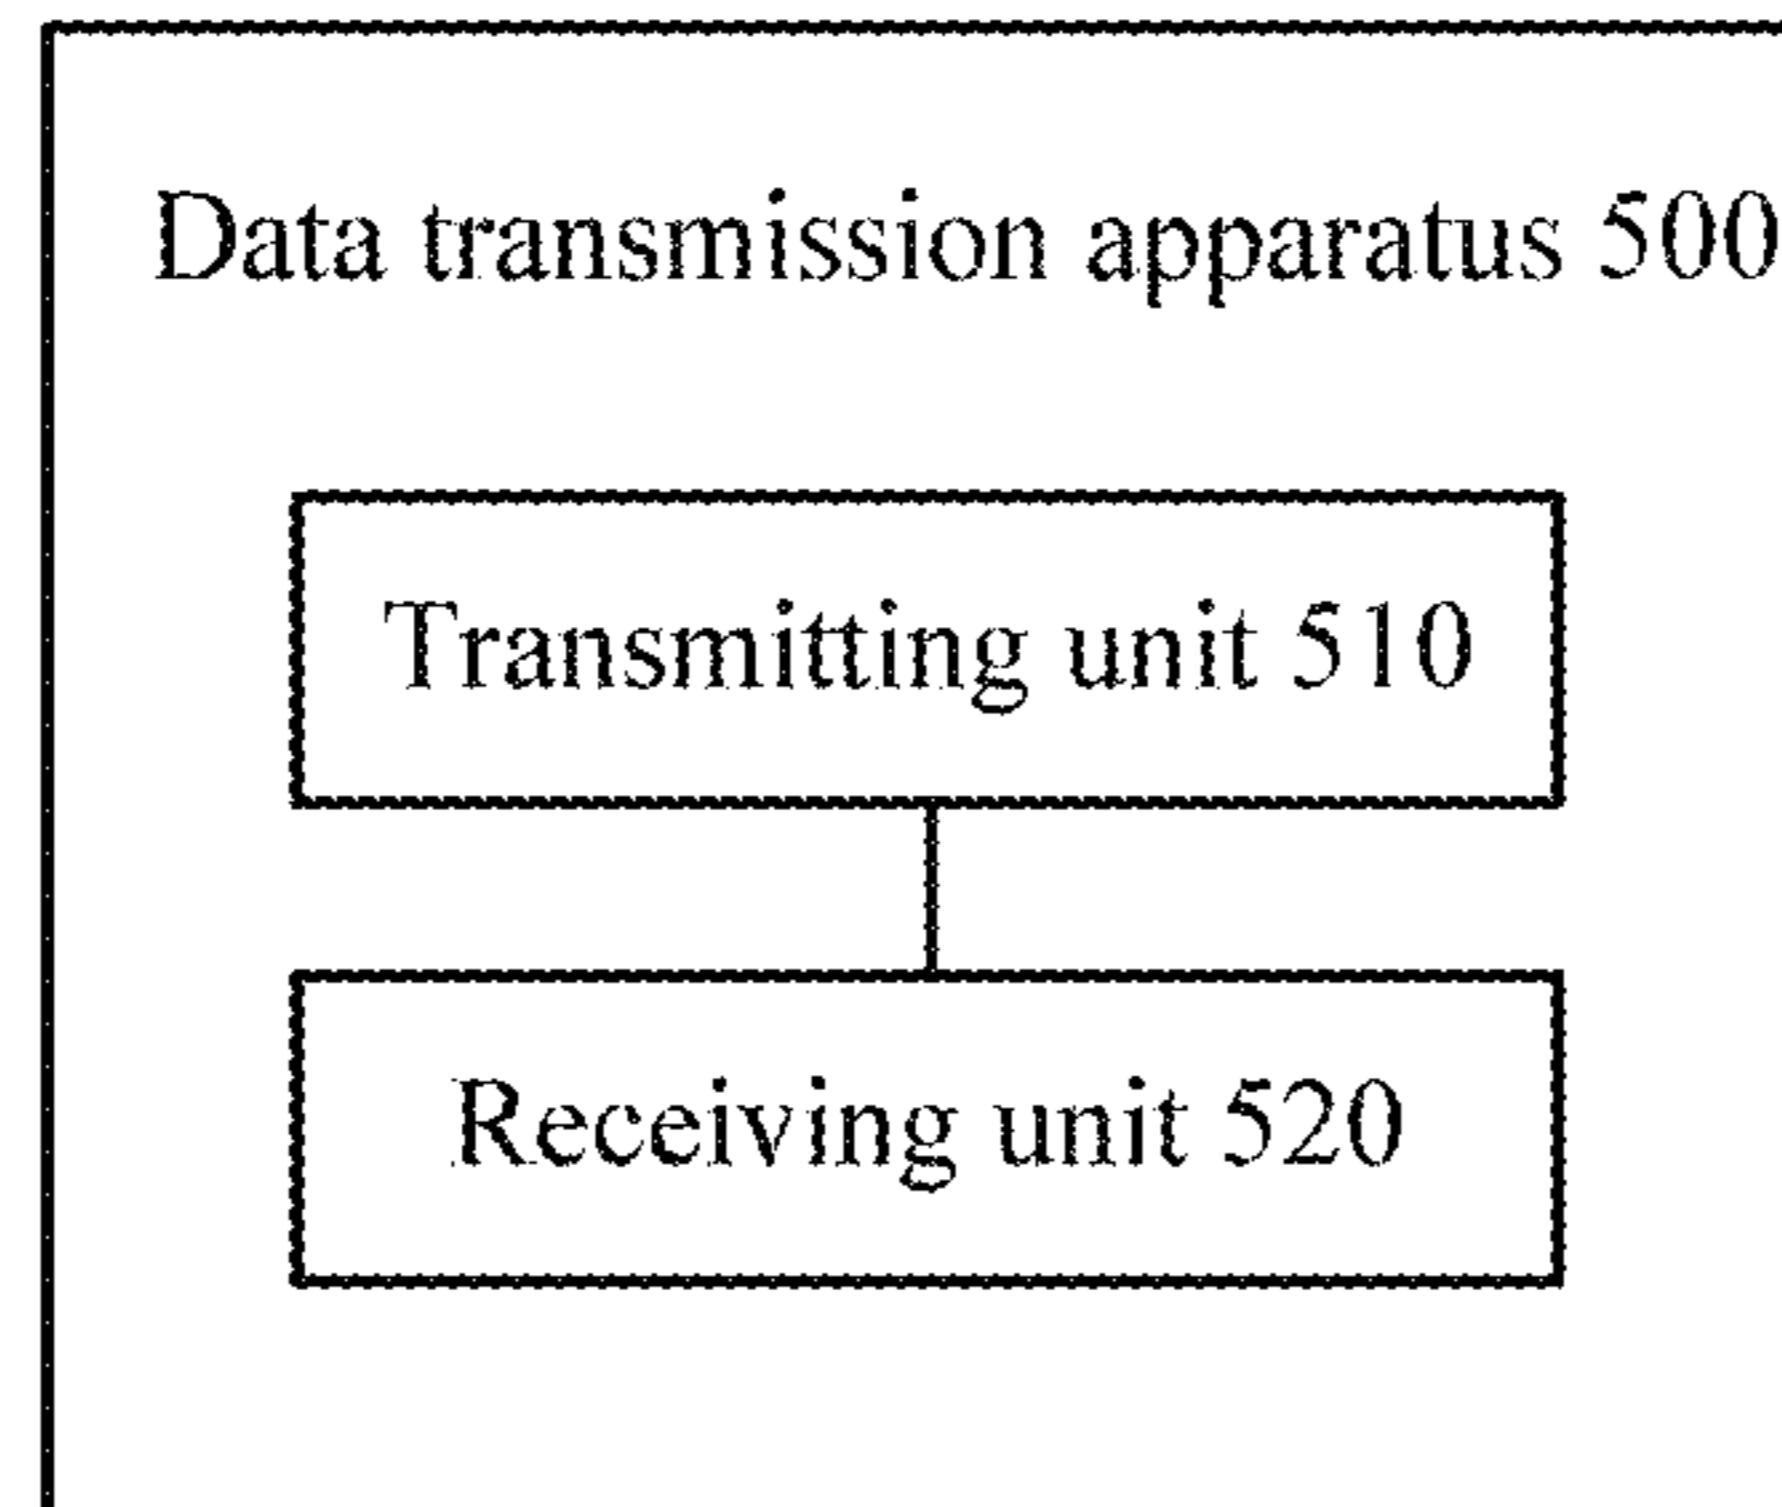 Data transmission apparatus 500
Transmitting unit 510
Receiving unit 520